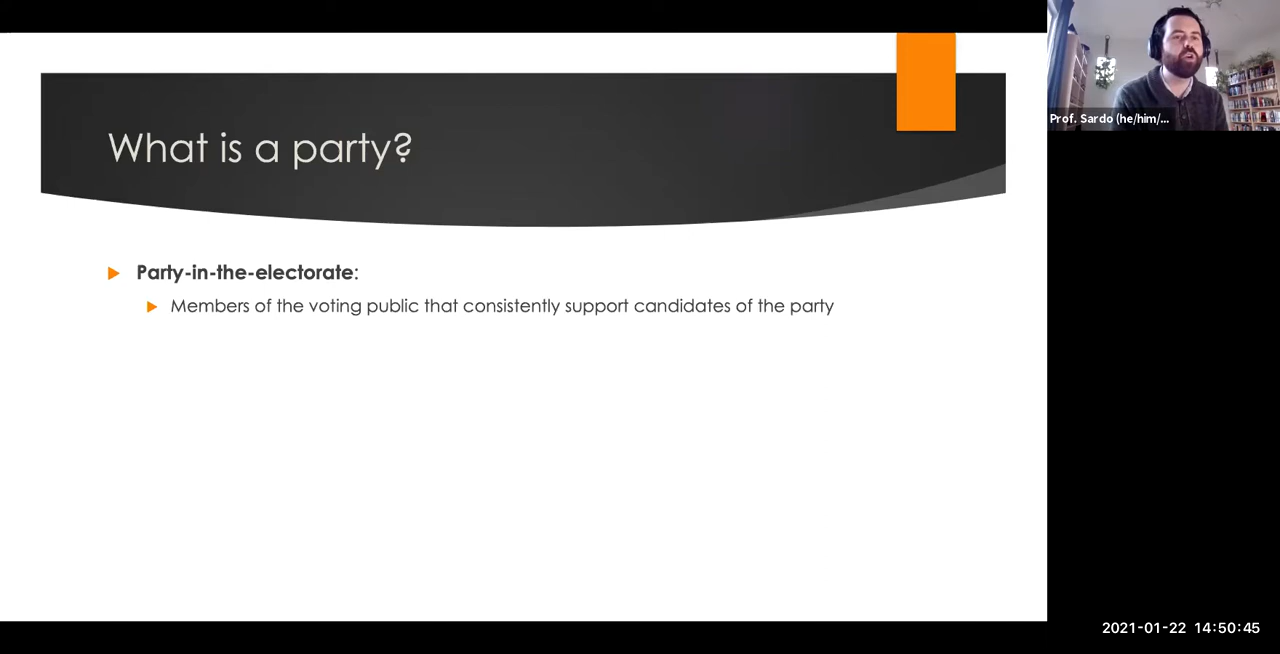 What is a party?
Party-in-the-electorate:
Members of the voting public that consistently support candidates of the party
Prof. Sardo (he/him/...
2021-01-22 14:50:45